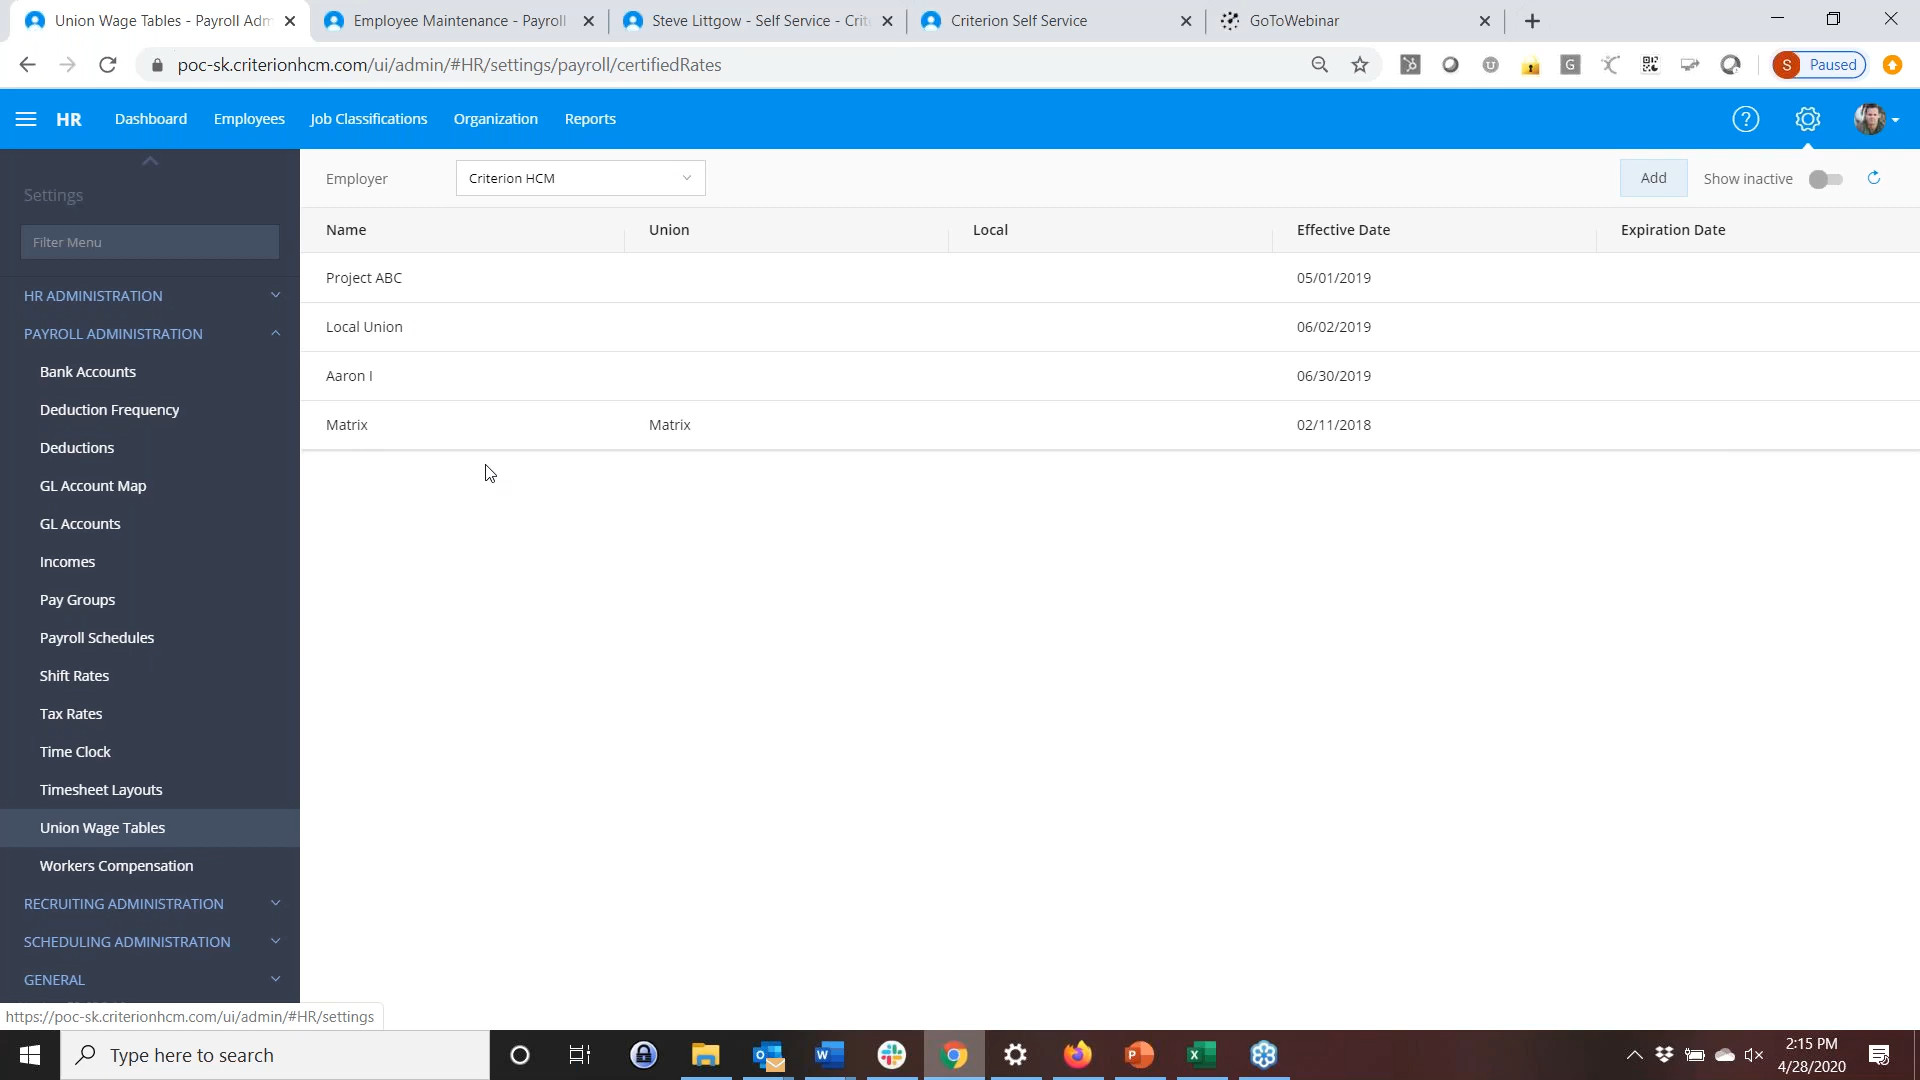 Union Wage Tables - Payroll Adm
Employee Maintenance - Payroll
Steve Littgow - Self Service - Crite
Criterion Self Service
GoToWebinar
poc-sk.criterionhcm.com/ui/admin/#HR/settings/payroll/certifiedRates
S Paused
HR
Dashboard
Employees
Job Classifications
Organization
Reports
Settings
Filter Menu
HR ADMINISTRATION
PAYROLL ADMINISTRATION
Bank Accounts
Deduction Frequency
Deductions
GL Account Map
GL Accounts
Incomes
Pay Groups
Payroll Schedules
Shift Rates
Tax Rates
Time Clock
Timesheet Layouts
Union Wage Tables
Workers Compensation
RECRUITING ADMINISTRATION
SCHEDULING ADMINISTRATION
GENERAL
Employer
Criterion HCM
Add
Show inactive
Name Union Local Effective Date Expiration Date
Project ABC 05/01/2019
Local Union 06/02/2019
Aaron I 06/30/2019
Matrix Matrix 02/11/2018
https://poc-sk.criterionhcm.com/ui/admin/#HR/settings
Type here to search
2:15 PM
4/28/2020